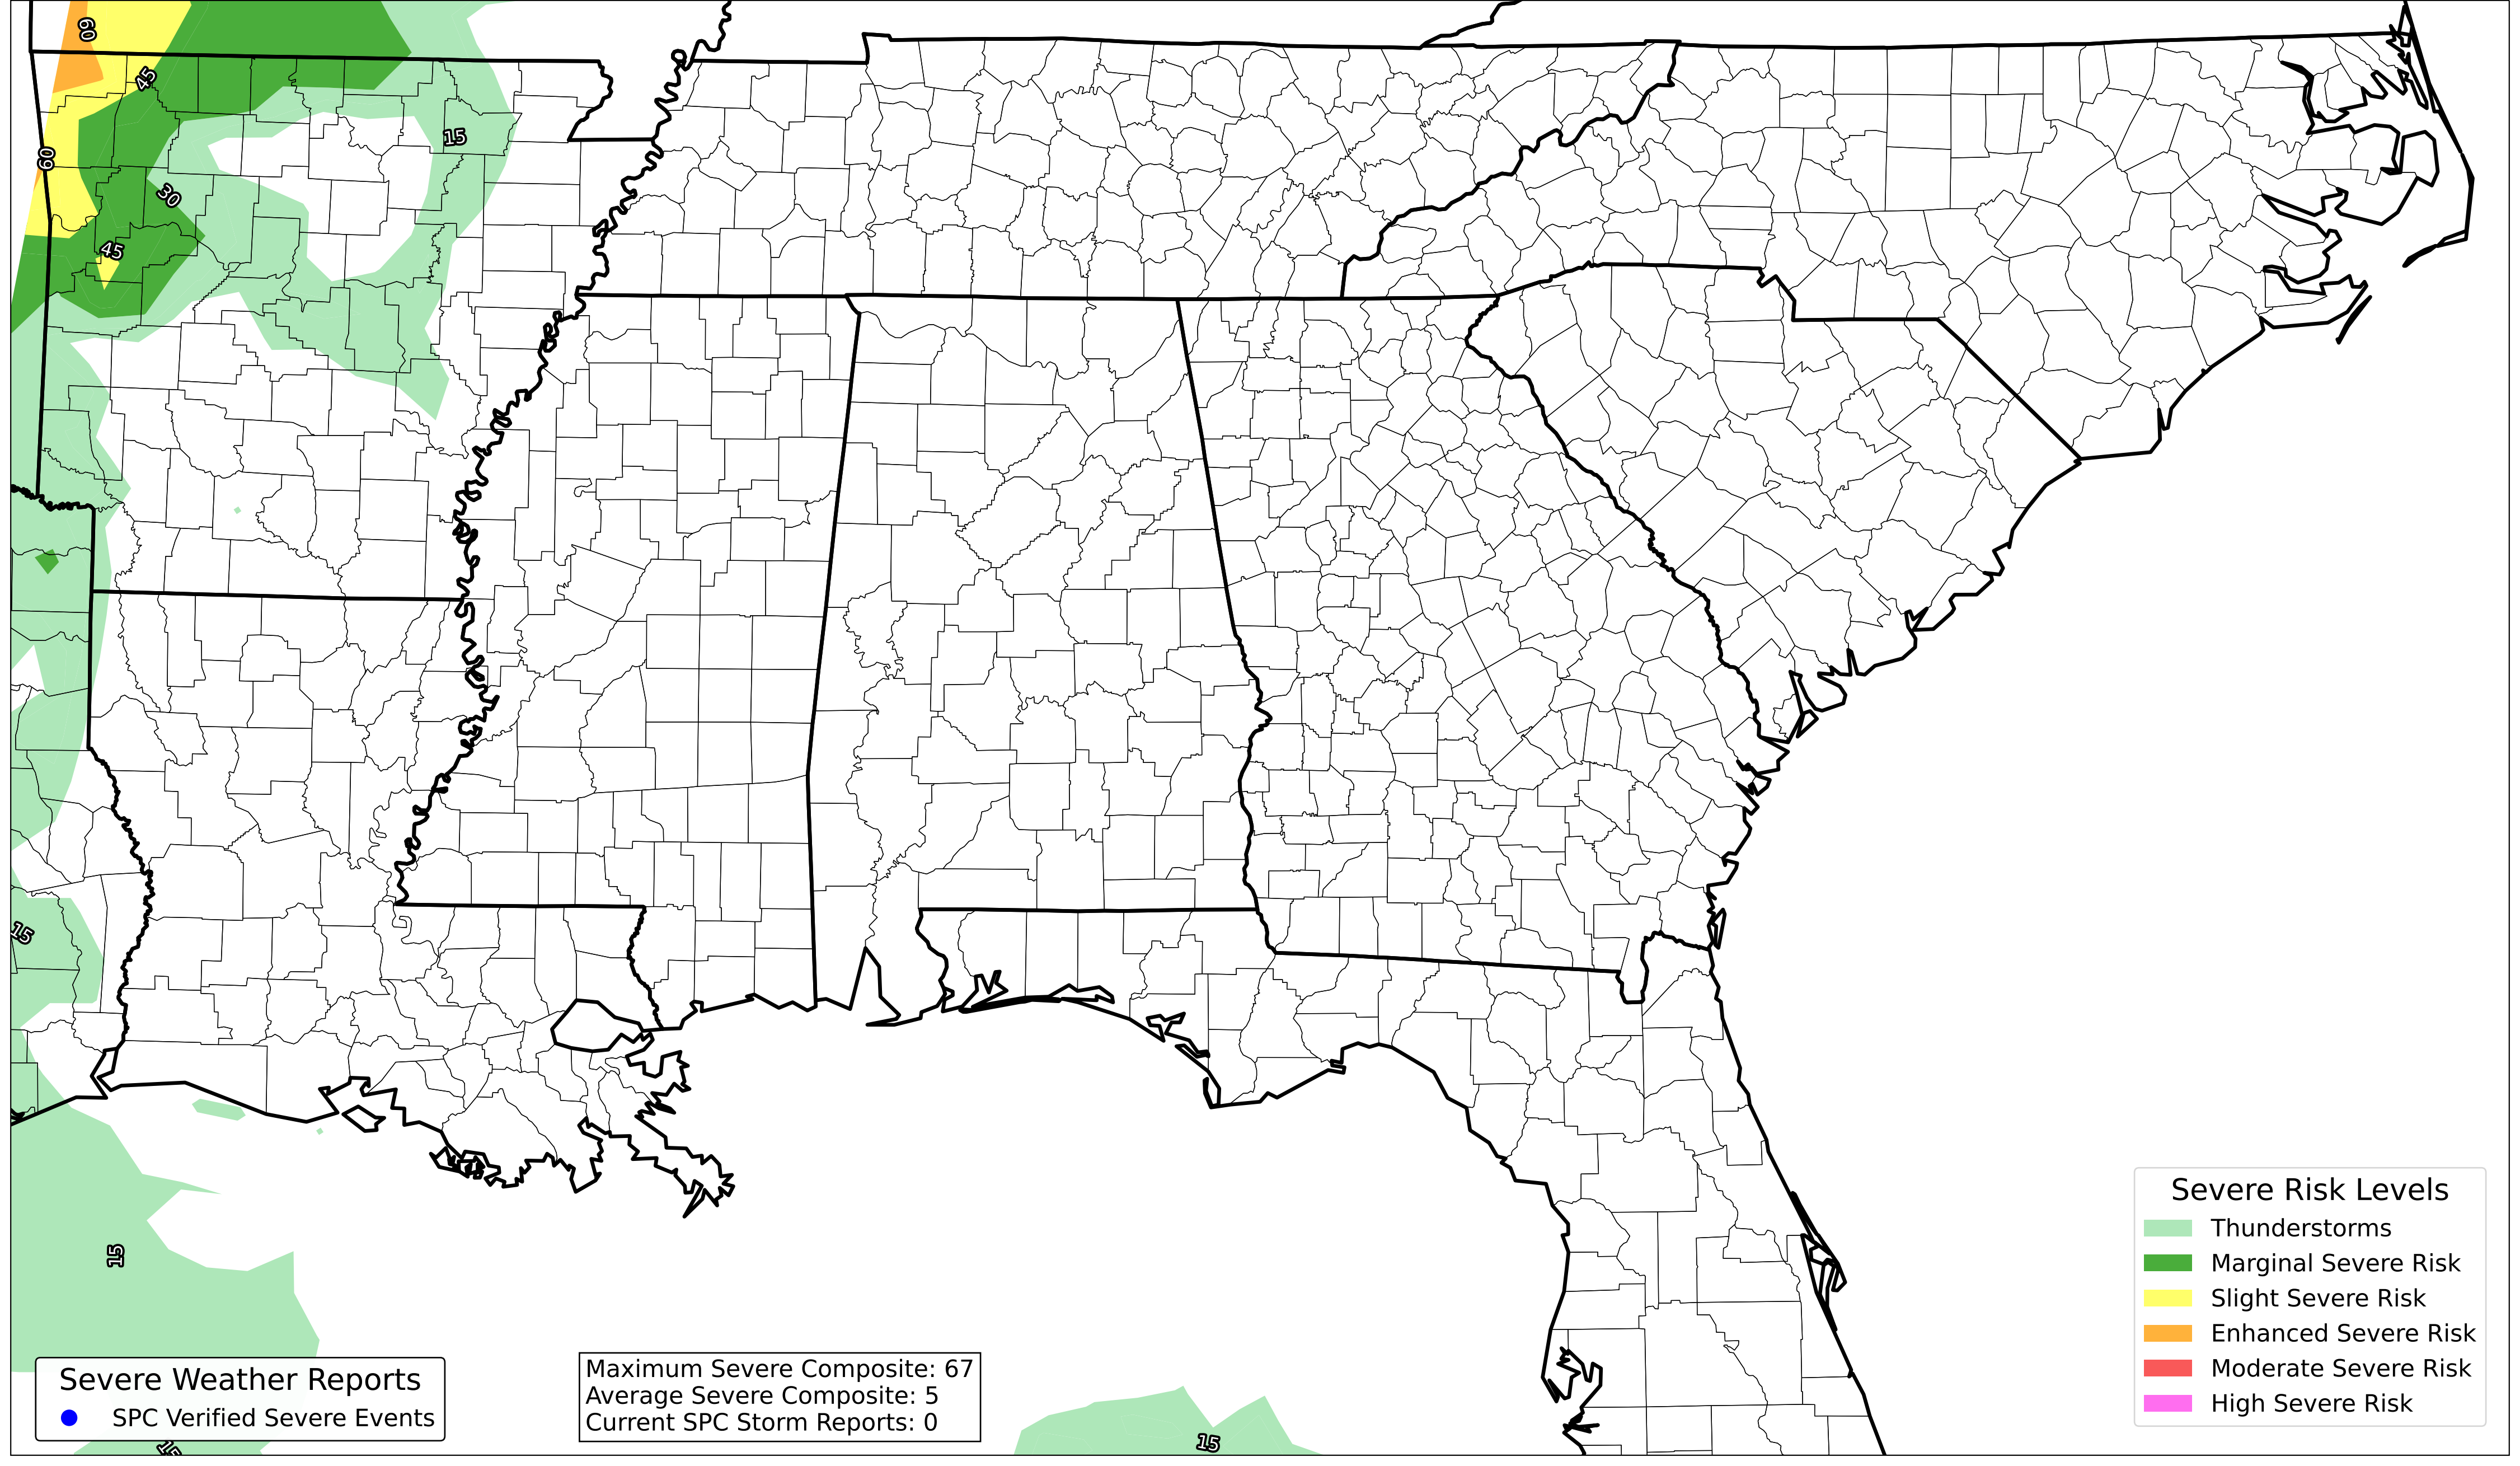 60
45
15
60
30
45
15
15
15
15
Severe Weather Reports
SPC Verified Severe Events
Maximum Severe Composite: 67
Average Severe Composite: 5
Current SPC Storm Reports: 0
Severe Risk Levels
Thunderstorms
Marginal Severe Risk
Slight Severe Risk
Enhanced Severe Risk
Moderate Severe Risk
High Severe Risk